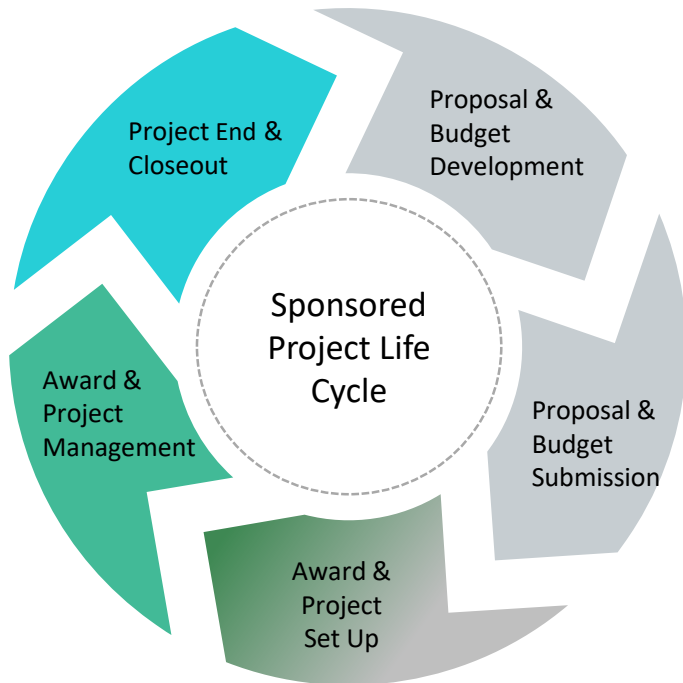 Sponsored
Project Life
Cycle
Proposal &
Budget
Development
Proposal &
Budget
Submission
Award &
Project
Set Up
Award &
Project
Management
Project End &
Closeout